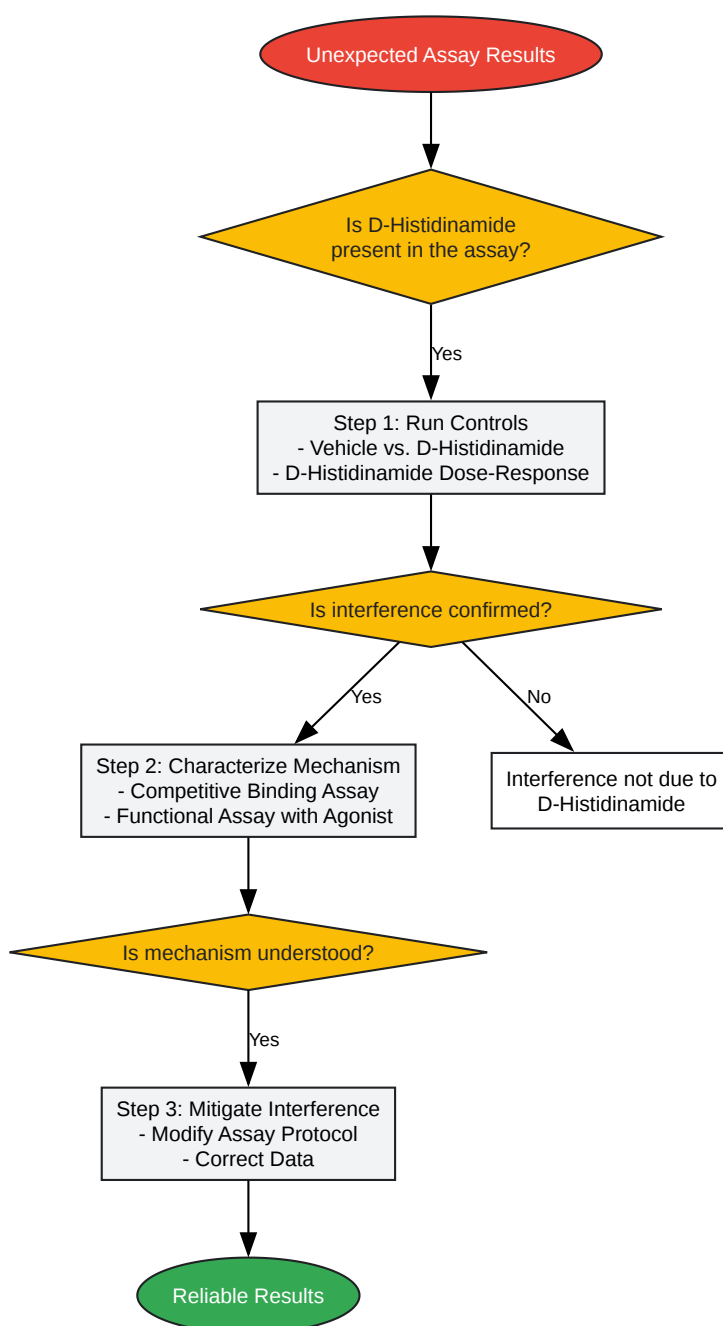 Unexpected Assay Results
Is D-Histidinamide
present in the assay?
Yes
Step 1: Run Controls
- Vehicle vs. D-Histidinamide
- D-Histidinamide Dose-Response
Is interference confirmed?
Yes
No
Step 2: Characterize Mechanism
- Competitive Binding Assay
- Functional Assay with Agonist
Interference not due to
D-Histidinamide
Is mechanism understood?
Yes
Step 3: Mitigate Interference
- Modify Assay Protocol
- Correct Data
Reliable Results